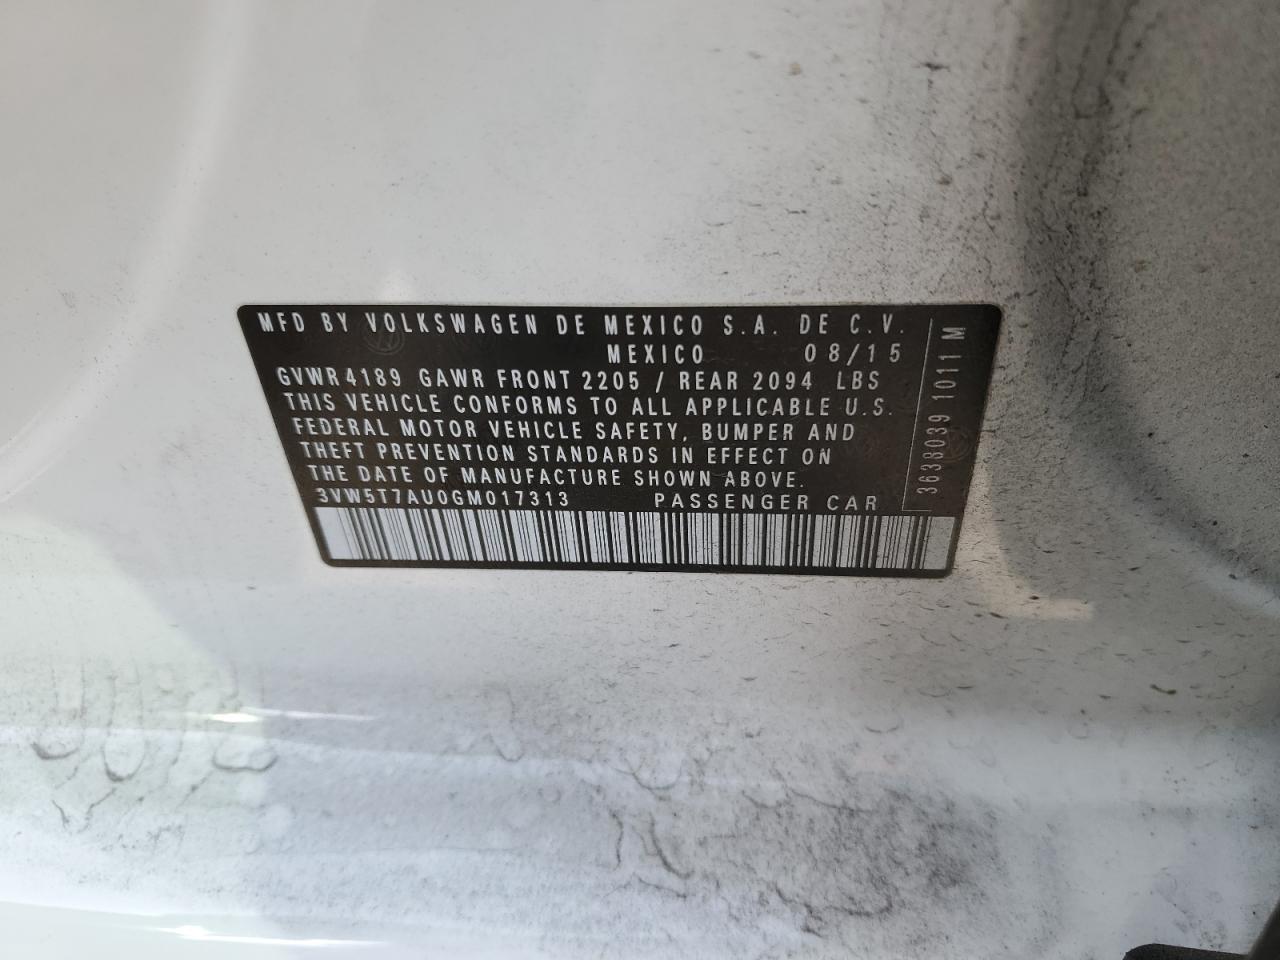 MFD BY VOLKSWAGEN DE MEXICO S.A. DE C.V.
MEXICO 08/15
GVWR 4189 GAWR FRONT 2205 / REAR 2094 LBS
THIS VEHICLE CONFORMS TO ALL APPLICABLE U.S.
FEDERAL MOTOR VEHICLE SAFETY, BUMPER AND
THEFT PREVENTION STANDARDS IN EFFECT ON
THE DATE OF MANUFACTURE SHOWN ABOVE.
3VW5T7AU0GM017313 PASSENGER CAR
3638039 1011 M